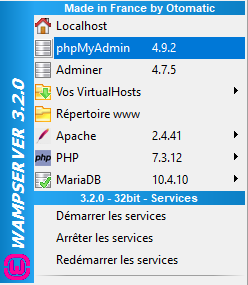 Made in France by Otomatic
Localhost
phpMyAdmin 4.9.2
Adminer 4.7.5
Vos VirtualHosts
Répertoire www
Apache 2.4.41
php PHP 7.3.12
MariaDB 10.4.10
3.2.0 - 32bit - Services
Démarrer les services
Arrêter les services
Redémarrer les services
WAMPSERVER 3.2.0